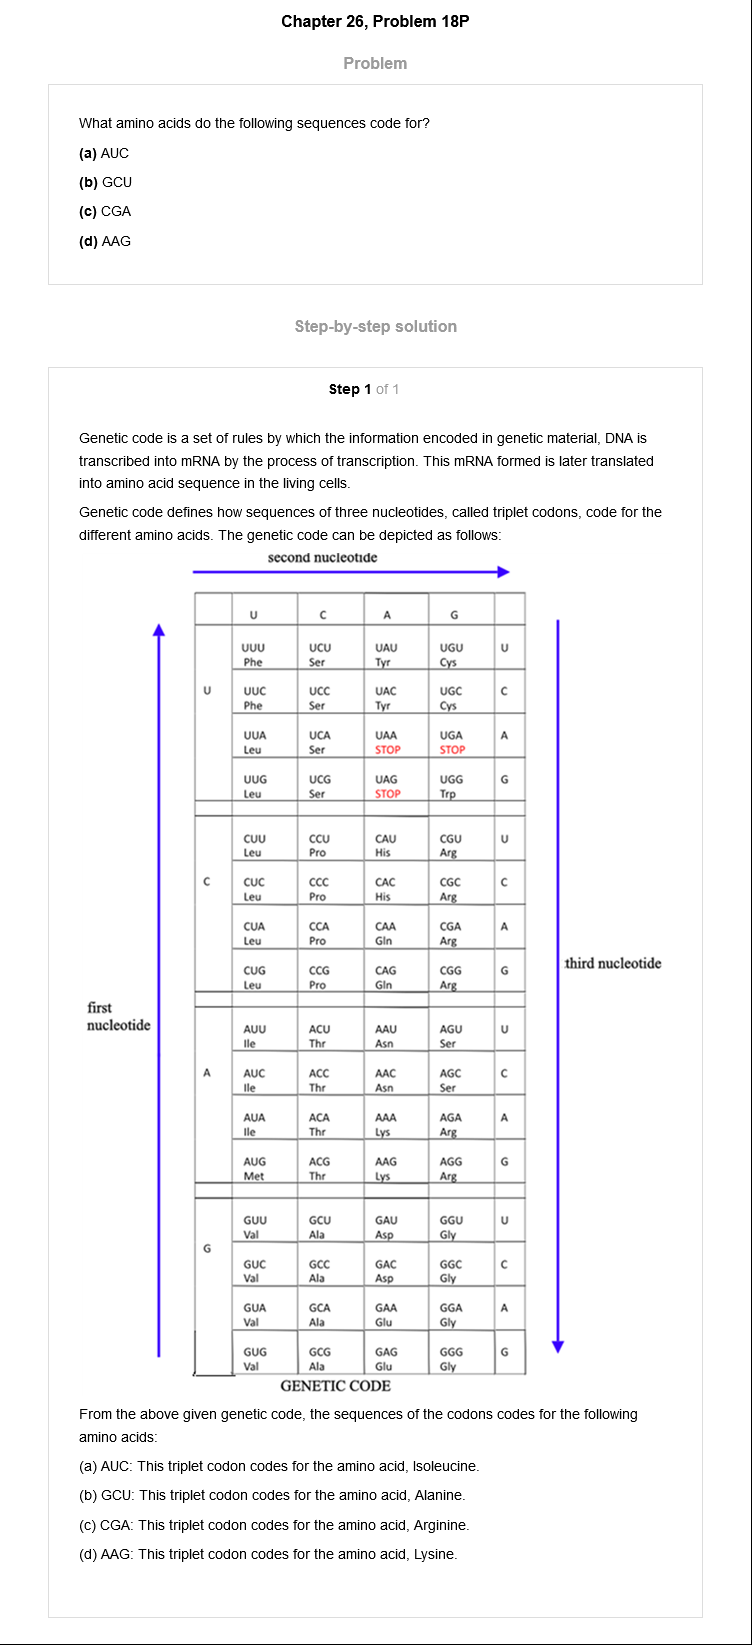 Chapter 26, Problem 18P
Problem
What amino acids do the following sequences code for?
(a) AUC
(b) GCU
(c) CGA
(d) AAG
Step-by-step solution
Step 1 of 1
Genetic code is a set of rules by which the information encoded in genetic material, DNA is
transcribed into mRNA by the process of transcription. This mRNA formed is later translated
into amino acid sequence in the living cells.
Genetic code defines how sequences of three nucleotides, called triplet codons, code for the
different amino acids. The genetic code can be depicted as follows:
second nucleotide
U C A G
UUU UCU UAU UGU U
Phe Ser Tyr Cys
U UUC UCC UAC UGC C
Phe Ser Tyr Cys
UUA UCA UAA UGA A
Leu Ser STOP STOP
UUG UCG UAG UGG G
Leu Ser STOP Trp
CUU CCU CAU CGU U
Leu Pro His Arg
C CUC CCC CAC CGC C
Leu Pro His Arg
CUA CCA CAA CGA A
Leu Pro Gln Arg
third nucleotide
CUG CCG CAG CGG G
Leu Pro Gln Arg
first
nucleotide
AUU ACU AAU AGU U
Ile Thr Asn Ser
A AUC ACC AAC AGC C
Ile Thr Asn Ser
AUA ACA AAA AGA A
Ile Thr Lys Arg
AUG ACG AAG AGG G
Met Thr Lys Arg
GUU GCU GAU GGU U
Val Ala Asp Gly
G
GUC GCC GAC GGC C
Val Ala Asp Gly
GUA GCA GAA GGA A
Val Ala Glu Gly
GUG GCG GAG GGG G
Val Ala Glu Gly
GENETIC CODE
From the above given genetic code, the sequences of the codons codes for the following
amino acids:
(a) AUC: This triplet codon codes for the amino acid, Isoleucine.
(b) GCU: This triplet codon codes for the amino acid, Alanine.
(c) CGA: This triplet codon codes for the amino acid, Arginine.
(d) AAG: This triplet codon codes for the amino acid, Lysine.